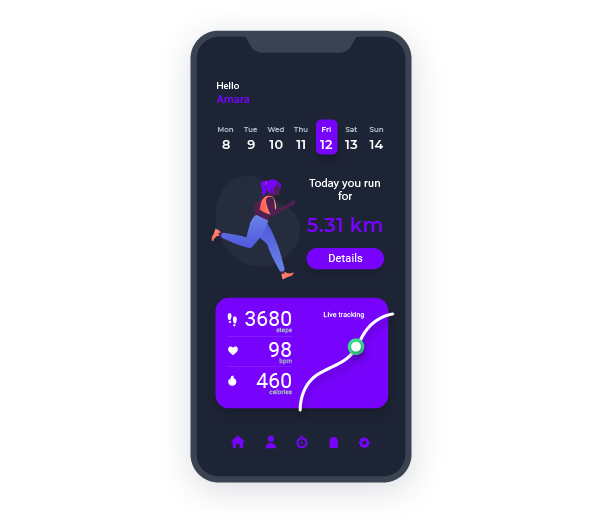 Hello
Amara
Mon Tue Wed Thu Fri Sat Sun
8 9 10 11 12 13 14
Today you run
for
5.31 km
Details
Live tracking
3680
steps
98
bpm
460
calories